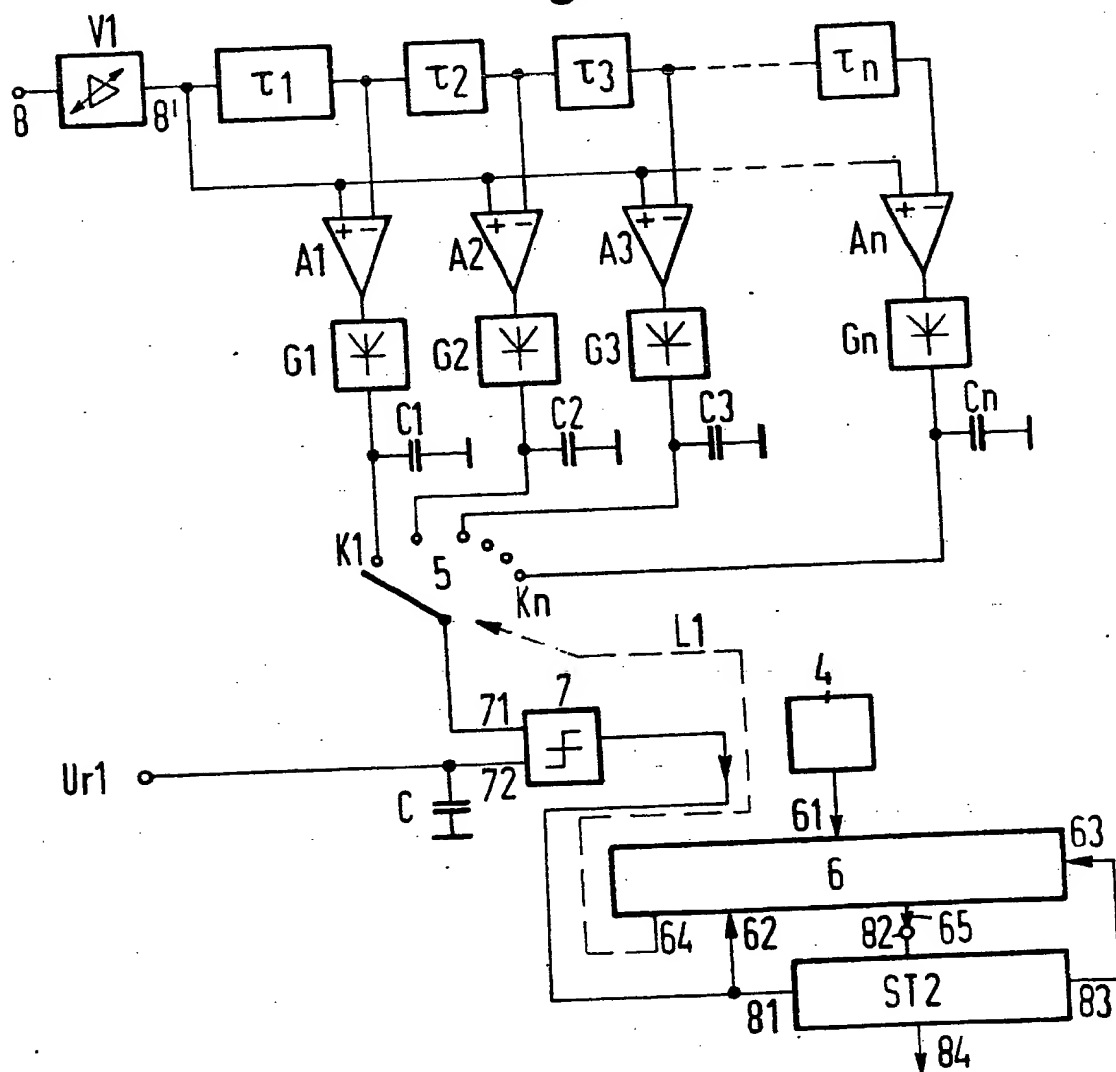 V1
τ1
τ2
τ3
τn
8
8'
+ −
+ −
+ −
+ −
A1
A2
A3
An
G1
G2
G3
Gn
C1
C2
C3
Cn
K1
5
Kn
L1
4
7
71
Ur1
72
C
61
63
6
64
62
82
65
81
ST2
83
84